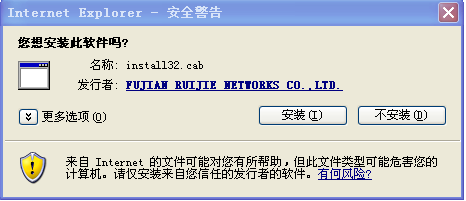 Internet Explorer - 安全警告
您想安装此软件吗?
名称: install32.cab
发行者: FUJIAN RUIJIE NETWORKS CO.,LTD.
更多选项(O)
安装(I)
不安装(D)
来自 Internet 的文件可能对您有所帮助,但此文件类型可能危害您的
计算机。请仅安装来自您信任的发行者的软件。有何风险?